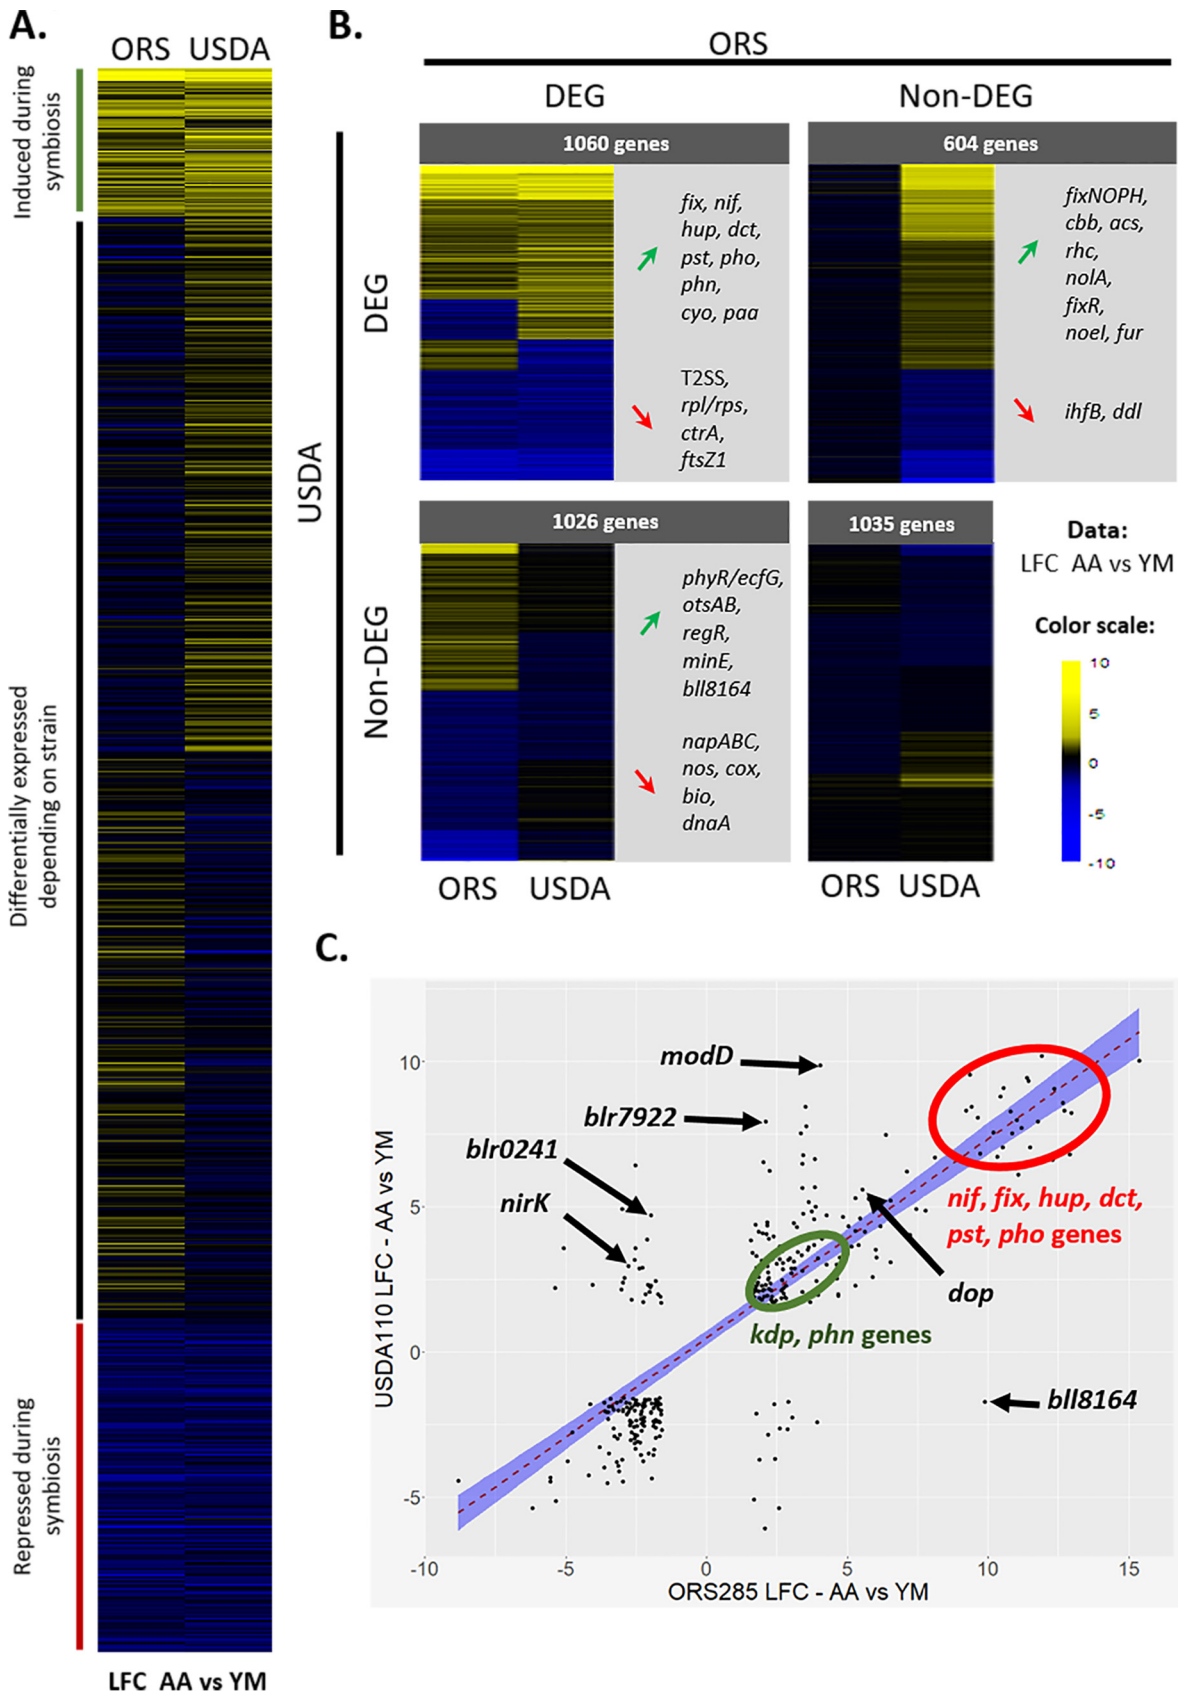 A.
ORS USDA
Induced during
symbiosis
Differentially expressed
depending on strain
Repressed during
symbiosis
LFC AA vs YM
B.
ORS
DEG
Non-DEG
USDA
DEG
Non-DEG
1060 genes
fix, nif,
hup, dct,
pst, pho,
phn,
cyo, paa
T2SS,
rpl/rps,
ctrA,
ftsZ1
604 genes
fixNOPH,
cbb, acs,
rhc,
nolA,
fixR,
noeI, fur
ihfB, ddl
1026 genes
phyR/ecfG,
otsAB,
regR,
minE,
bll8164
napABC,
nos, cox,
bio,
dnaA
1035 genes
ORS USDA
ORS USDA
Data:
LFC AA vs YM
Color scale:
10
5
0
-5
-10
C.
USDA110 LFC - AA vs YM
10
5
0
-5
-10
-5
0
5
10
15
ORS285 LFC - AA vs YM
modD
blr7922
blr0241
nirK
nif, fix, hup, dct,
pst, pho genes
dop
kdp, phn genes
bll8164